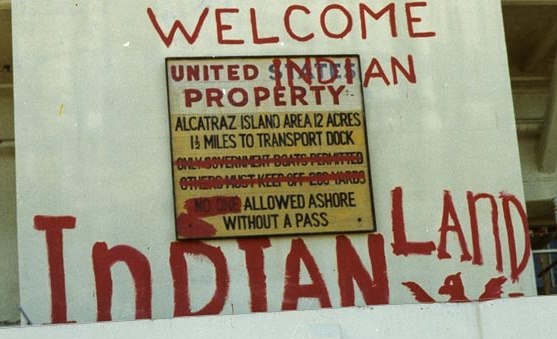 WELCOME
UNITED STATES INDIAN
PROPERTY
ALCATRAZ ISLAND AREA 12 ACRES
1½ MILES TO TRANSPORT DOCK
ONLY GOVERNMENT BOATS PERMITTED
OTHERS MUST KEEP OFF 200 YARDS
NO ONE ALLOWED ASHORE
WITHOUT A PASS
INDIAN LAND